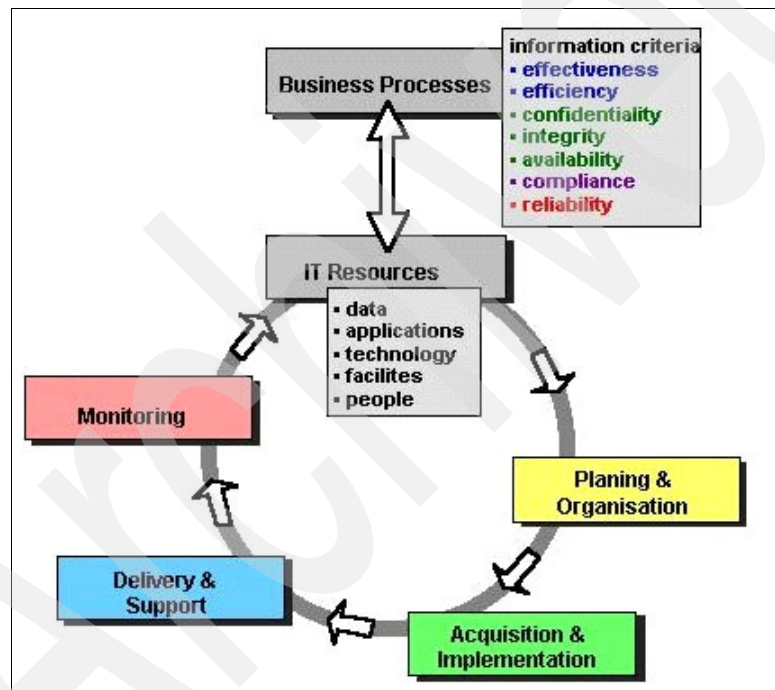 Business Processes
information criteria
▪ effectiveness
▪ efficiency
▪ confidentiality
▪ integrity
▪ availability
▪ compliance
▪ reliability
IT Resources
▪ data
▪ applications
▪ technology
▪ facilites
▪ people
Monitoring
Planing &
Organisation
Delivery &
Support
Acquisition &
Implementation